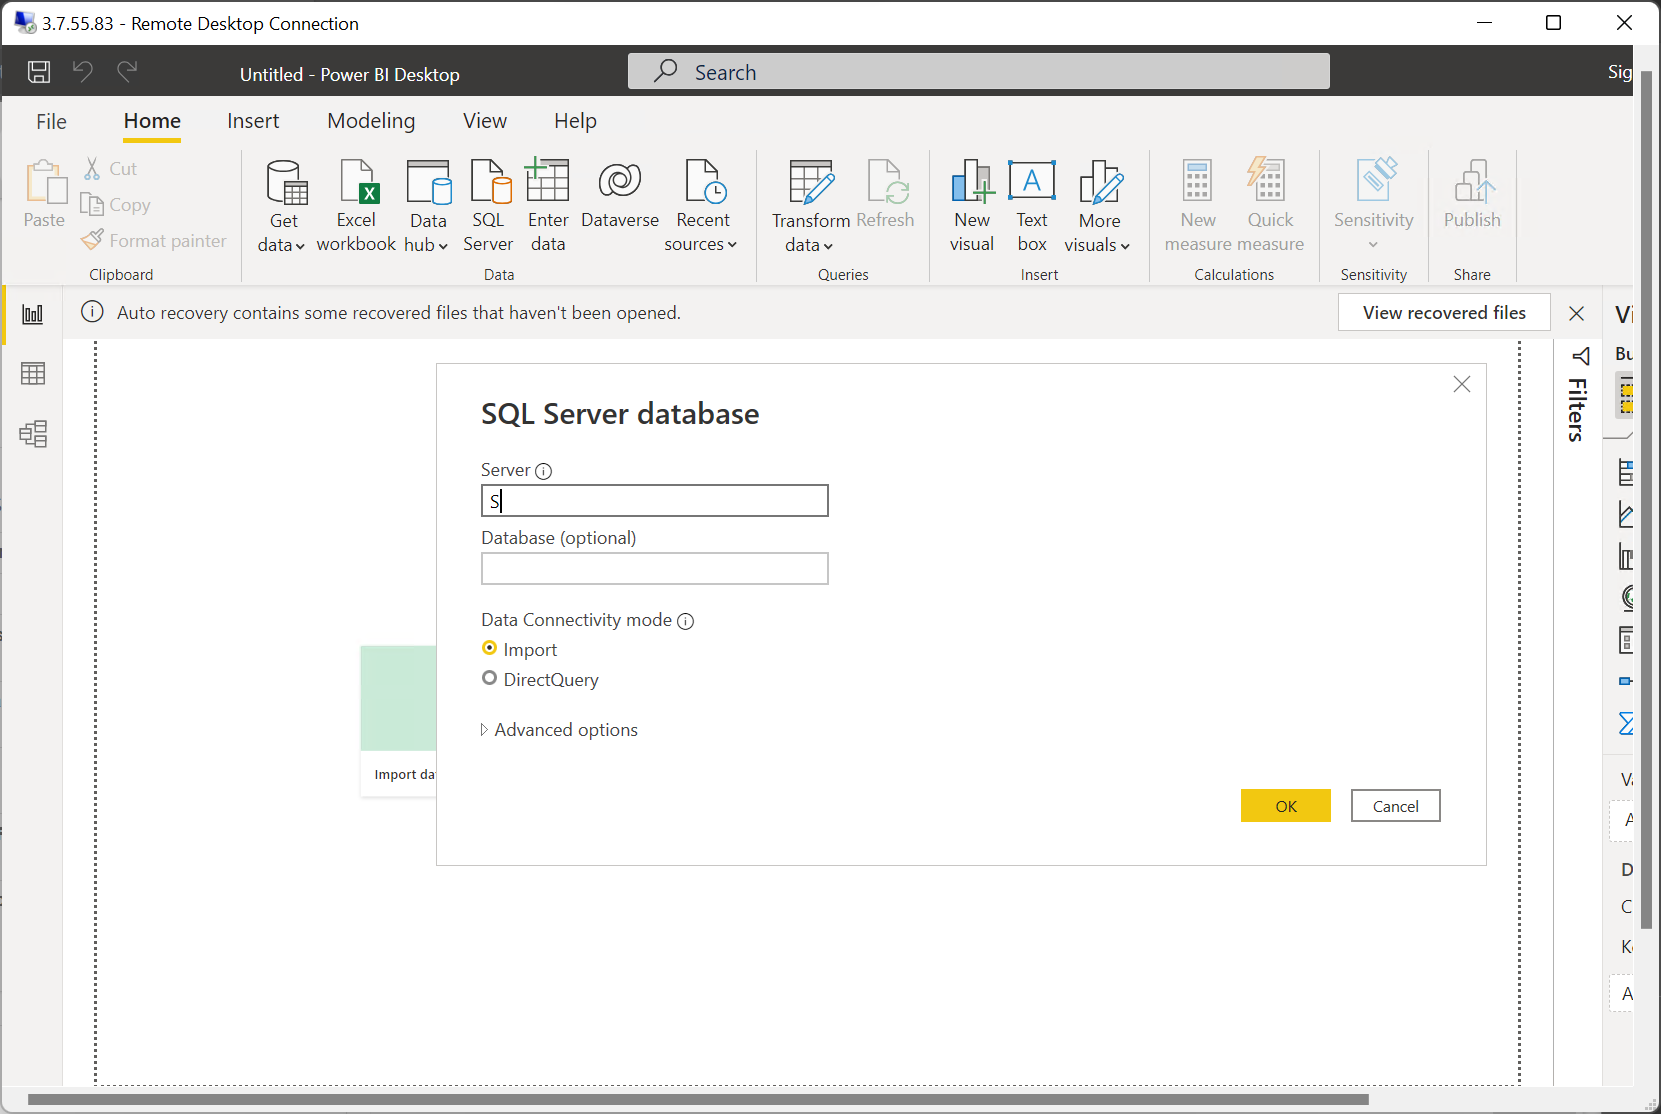 3.7.55.83 - Remote Desktop Connection
Untitled - Power BI Desktop
Search
Sig
File Home Insert Modeling View Help
Paste
Cut
Copy
Format painter
Clipboard
Get data
Excel workbook
Data hub
SQL Server
Enter data
Dataverse
Recent sources
Data
Transform data
Refresh
Queries
New visual
Text box
More visuals
Insert
New measure
Quick measure
Calculations
Sensitivity
Sensitivity
Publish
Share
Auto recovery contains some recovered files that haven't been opened.
View recovered files
Filters
Bu
SQL Server database
Server
S
Database (optional)
Data Connectivity mode
Import
DirectQuery
Advanced options
OK
Cancel
Import da
A
D
C
A